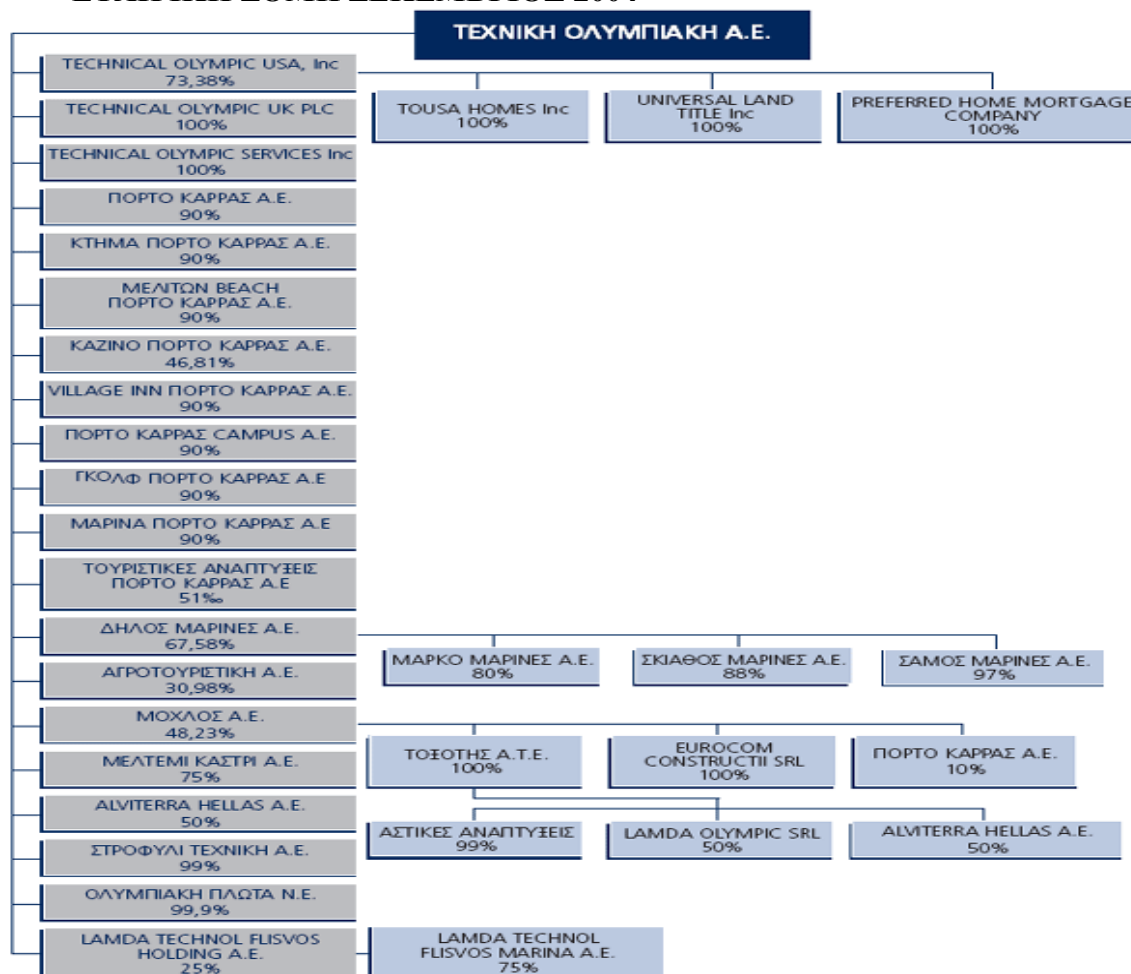 ΤΕΧΝΙΚΗ ΟΛΥΜΠΙΑΚΗ Α.Ε.
TECHNICAL OLYMPIC USA, Inc
73,38%
TOUSA HOMES Inc
100%
UNIVERSAL LAND
TITLE Inc
100%
PREFERRED HOME MORTGAGE
COMPANY
100%
TECHNICAL OLYMPIC UK PLC
100%
TECHNICAL OLYMPIC SERVICES Inc
100%
ΠΟΡΤΟ ΚΑΡΡΑΣ Α.Ε.
90%
ΚΤΗΜΑ ΠΟΡΤΟ ΚΑΡΡΑΣ Α.Ε.
90%
ΜΕΛΙΤΩΝ BEACH
ΠΟΡΤΟ ΚΑΡΡΑΣ Α.Ε.
90%
ΚΑΖΙΝΟ ΠΟΡΤΟ ΚΑΡΡΑΣ Α.Ε.
46,81%
VILLAGE INN ΠΟΡΤΟ ΚΑΡΡΑΣ Α.Ε.
90%
ΠΟΡΤΟ ΚΑΡΡΑΣ CAMPUS Α.Ε.
90%
ΓΚΟΛΦ ΠΟΡΤΟ ΚΑΡΡΑΣ Α.Ε
90%
ΜΑΡΙΝΑ ΠΟΡΤΟ ΚΑΡΡΑΣ Α.Ε
90%
ΤΟΥΡΙΣΤΙΚΕΣ ΑΝΑΠΤΥΞΕΙΣ
ΠΟΡΤΟ ΚΑΡΡΑΣ Α.Ε
51‰
ΔΗΛΟΣ ΜΑΡΙΝΕΣ Α.Ε.
67,58%
ΜΑΡΚΟ ΜΑΡΙΝΕΣ Α.Ε.
80%
ΣΚΙΑΘΟΣ ΜΑΡΙΝΕΣ Α.Ε.
88%
ΣΑΜΟΣ ΜΑΡΙΝΕΣ Α.Ε.
97%
ΑΓΡΟΤΟΥΡΙΣΤΙΚΗ Α.Ε.
30,98%
ΜΟΧΛΟΣ Α.Ε.
48,23%
ΤΟΞΟΤΗΣ Α.Τ.Ε.
100%
EUROCOM
CONSTRUCTII SRL
100%
ΠΟΡΤΟ ΚΑΡΡΑΣ Α.Ε.
10%
ΜΕΛΤΕΜΙ ΚΑΣΤΡΙ Α.Ε.
75%
ALVITERRA HELLAS Α.Ε.
50%
ΑΣΤΙΚΕΣ ΑΝΑΠΤΥΞΕΙΣ
99%
LAMDA OLYMPIC SRL
50%
ALVITERRA HELLAS Α.Ε.
50%
ΣΤΡΟΦΥΛΙ ΤΕΧΝΙΚΗ Α.Ε.
99%
ΟΛΥΜΠΙΑΚΗ ΠΛΩΤΑ Ν.Ε.
99,9%
LAMDA TECHNOL FLISVOS
HOLDING Α.Ε.
25%
LAMDA TECHNOL
FLISVOS MARINA Α.Ε.
75%